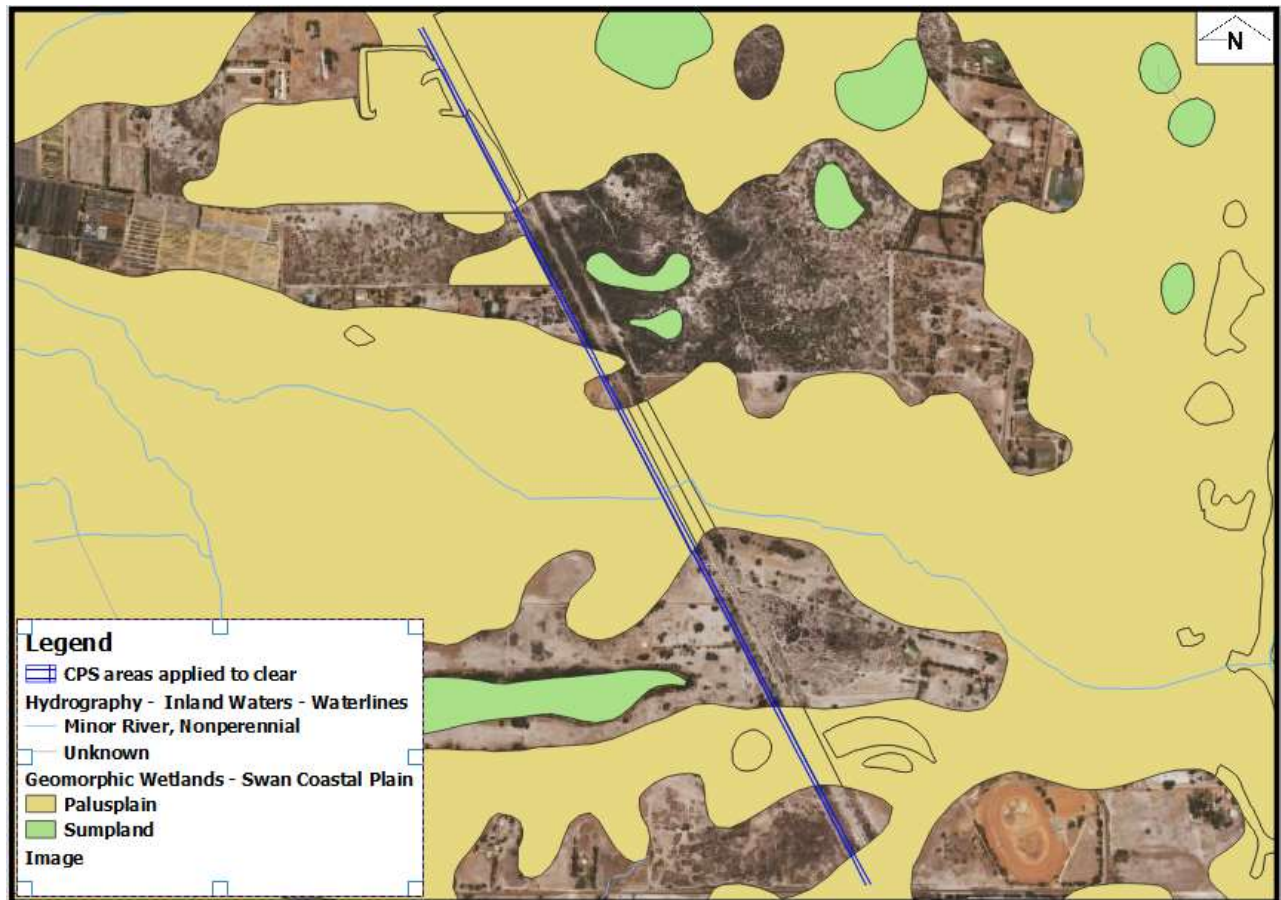 N
Legend
CPS areas applied to clear
Hydrography - Inland Waters - Waterlines
Minor River, Nonperennial
Unknown
Geomorphic Wetlands - Swan Coastal Plain
Palusplain
Sumpland
Image